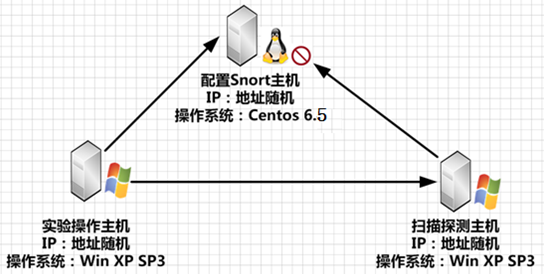 配置Snort主机
IP：地址随机
操作系统：Centos 6.5
实验操作主机
IP：地址随机
操作系统：Win XP SP3
扫描探测主机
IP：地址随机
操作系统：Win XP SP3